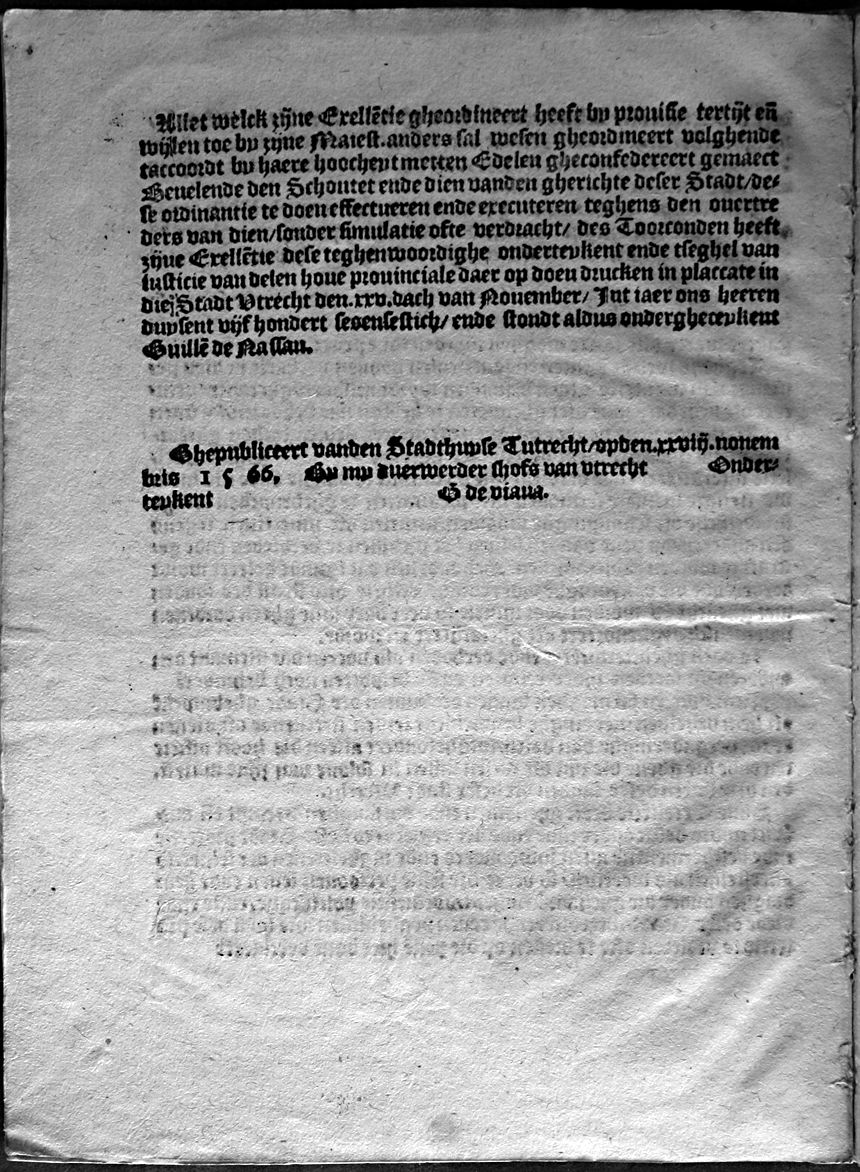 Allet welck zijne Exellētie gheordineert heeft by prouisie tertijt eñ
wijlen toe by zijne Maiest. anders sal wesen gheordineert volghende
taccoordt by haere hoocheyt metten Edelen gheconfedereert gemaect
Beuelende den Schoutet ende dien vanden gherichte deser Stadt/ de⸗
se ordinantie te doen effectueren ende executeren teghens den ouertre
ders van dien/ sonder simulatie ofte verdracht/ des Toorconden heeft
zijne Exellētie dese teghenwoordighe onderteykent ende tseghel van
iusticie van desen houe prouinciale daer op doen drucken in placcate in
die Stadt Vtrecht den .xxv. dach van Nouember/ Int iaer ons heeren
duysent vijf hondert sesensestich/ ende stondt aldus ondergheteykent
Guillē de Nassau.
Ghepubliceert vanden Stadthuyse Tutrecht/ opden .xxviij. nouem
bris 1566. By my duerwerder shofs van vtrecht Onder⸗
teykent G de viana.